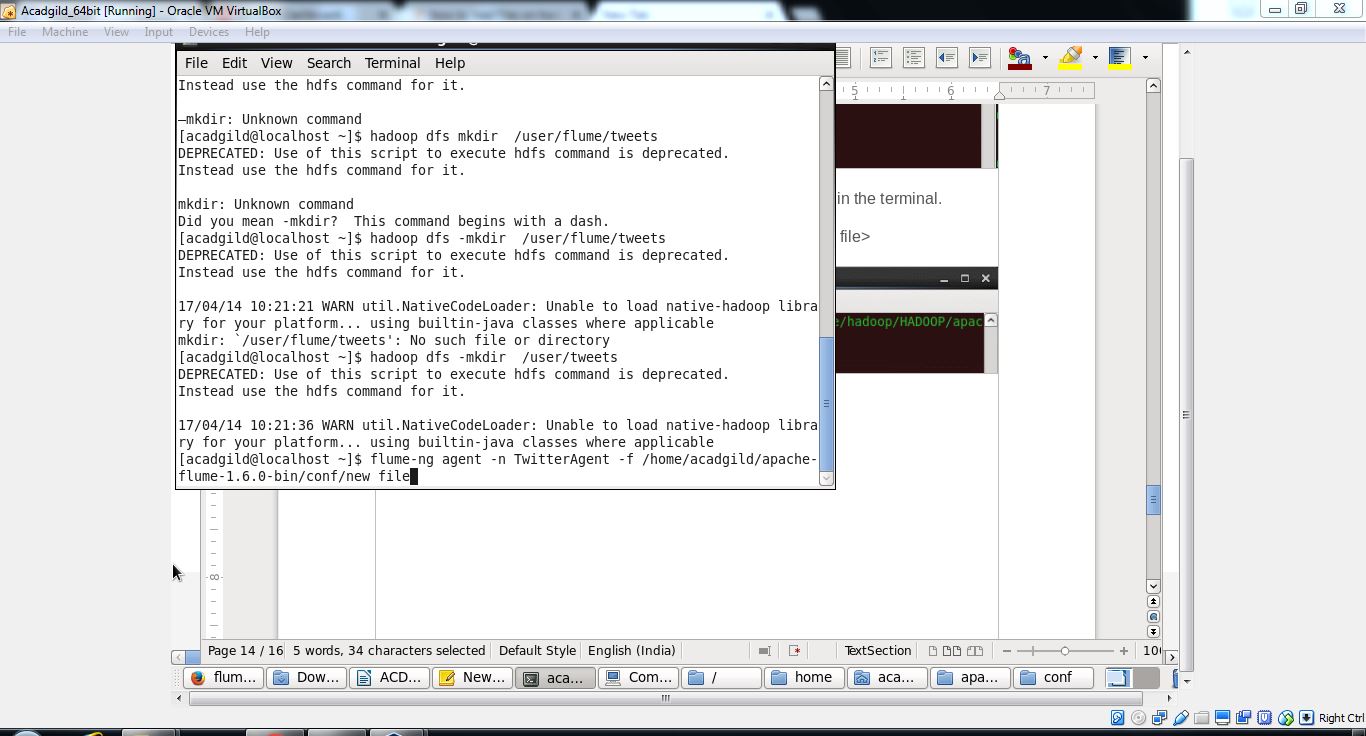 Acadgild_64bit [Running] - Oracle VM VirtualBox
File Machine View Input Devices Help
File Edit View Search Terminal Help
Instead use the hdfs command for it.
–mkdir: Unknown command
[acadgild@localhost ~]$ hadoop dfs mkdir  /user/flume/tweets
DEPRECATED: Use of this script to execute hdfs command is deprecated.
Instead use the hdfs command for it.
mkdir: Unknown command
Did you mean -mkdir?  This command begins with a dash.
[acadgild@localhost ~]$ hadoop dfs -mkdir  /user/flume/tweets
DEPRECATED: Use of this script to execute hdfs command is deprecated.
Instead use the hdfs command for it.
17/04/14 10:21:21 WARN util.NativeCodeLoader: Unable to load native-hadoop libra
ry for your platform... using builtin-java classes where applicable
mkdir: `/user/flume/tweets': No such file or directory
[acadgild@localhost ~]$ hadoop dfs -mkdir  /user/tweets
DEPRECATED: Use of this script to execute hdfs command is deprecated.
Instead use the hdfs command for it.
17/04/14 10:21:36 WARN util.NativeCodeLoader: Unable to load native-hadoop libra
ry for your platform... using builtin-java classes where applicable
[acadgild@localhost ~]$ flume-ng agent -n TwitterAgent -f /home/acadgild/apache-
flume-1.6.0-bin/conf/new file
5 6 7
in the terminal.
file>
e/hadoop/HADOOP/apac
8
Page 14 / 16 5 words, 34 characters selected Default Style English (India) TextSection 10
flum... Dow... ACD... New... aca... Com... / home aca... apa... conf
Right Ctrl